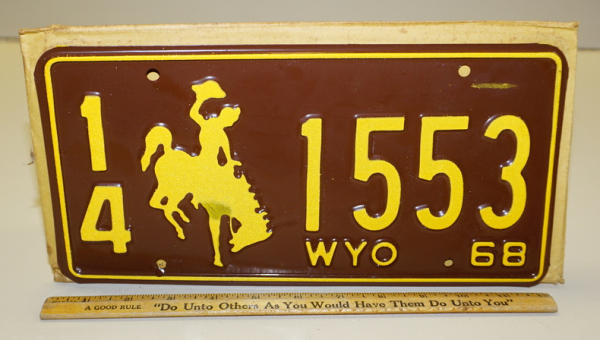 1
4
1553
WYO 68
A GOOD RULE "Do Unto Others As You Would Have Them Do Unto You"